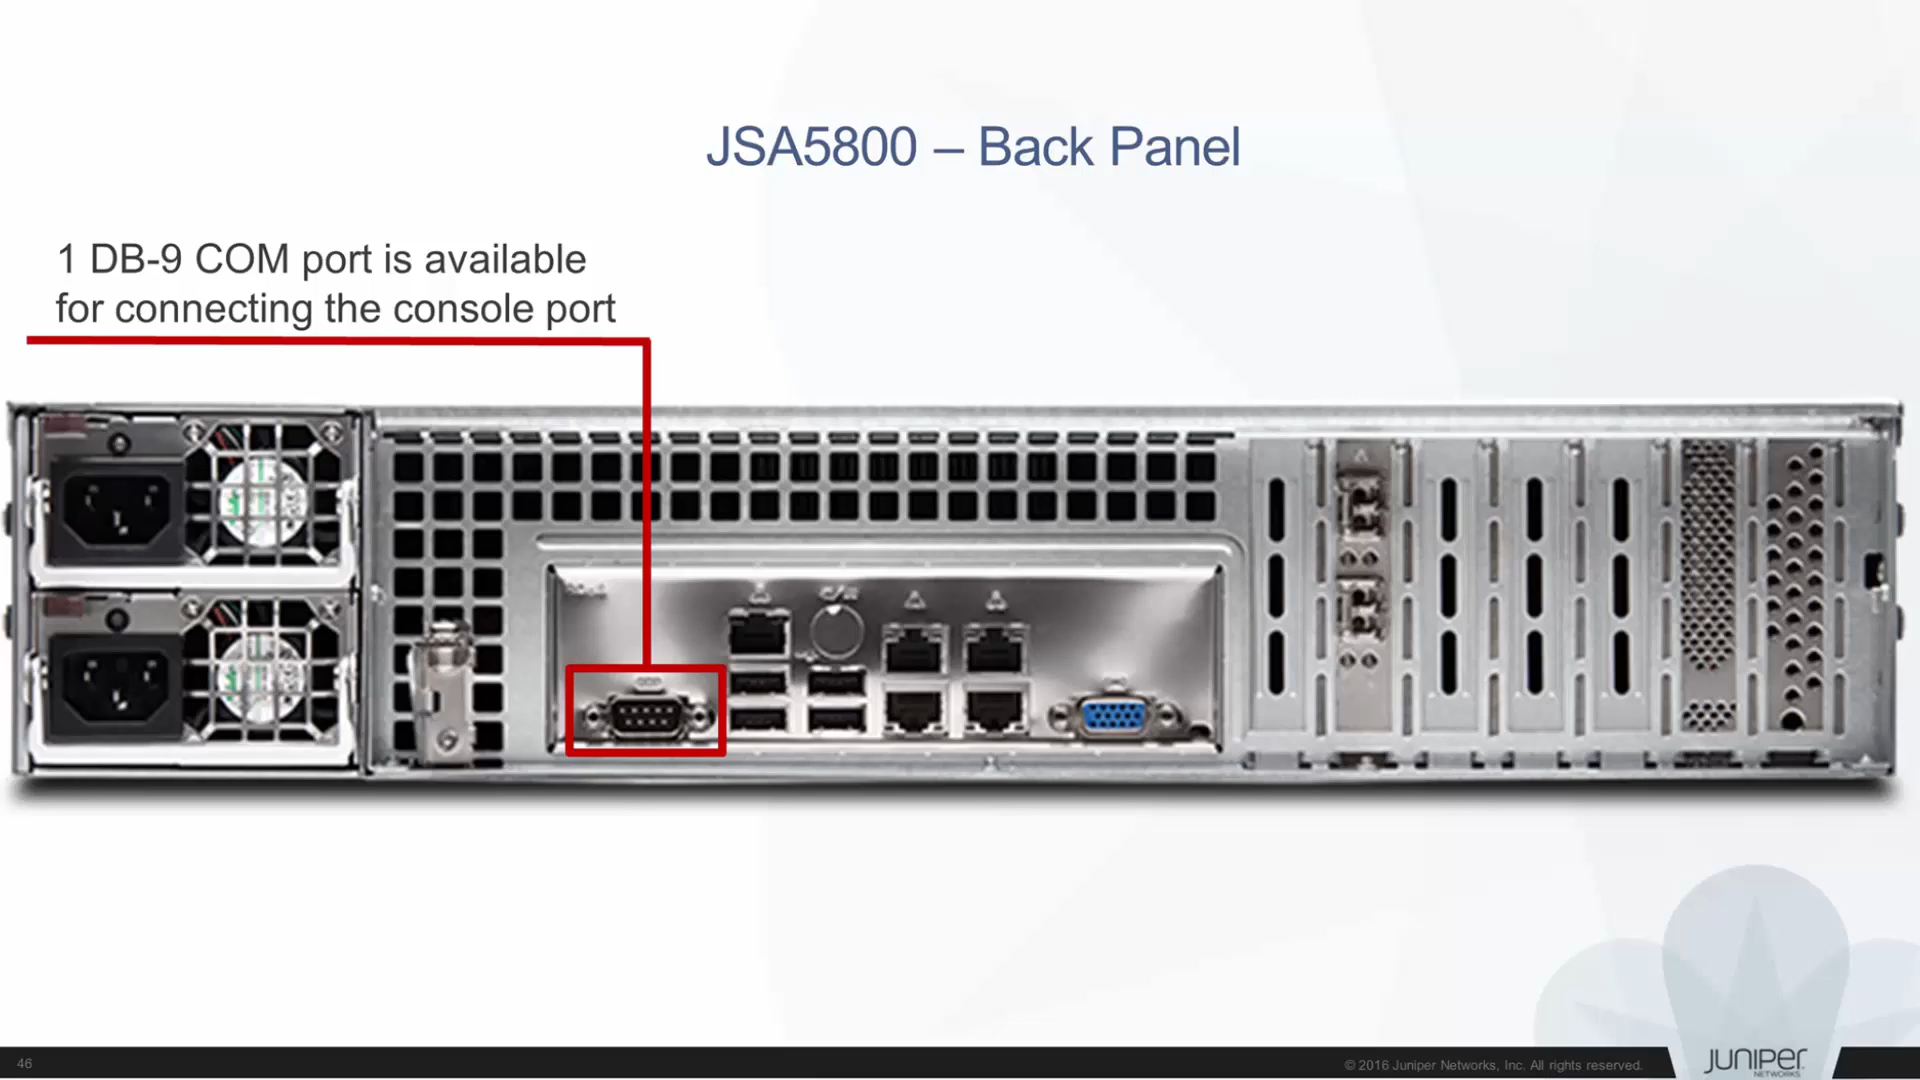 JSA5800 – Back Panel
1 DB-9 COM port is available
for connecting the console port
46
© 2016 Juniper Networks, Inc. All rights reserved.
JUNIPER
NETWORKS